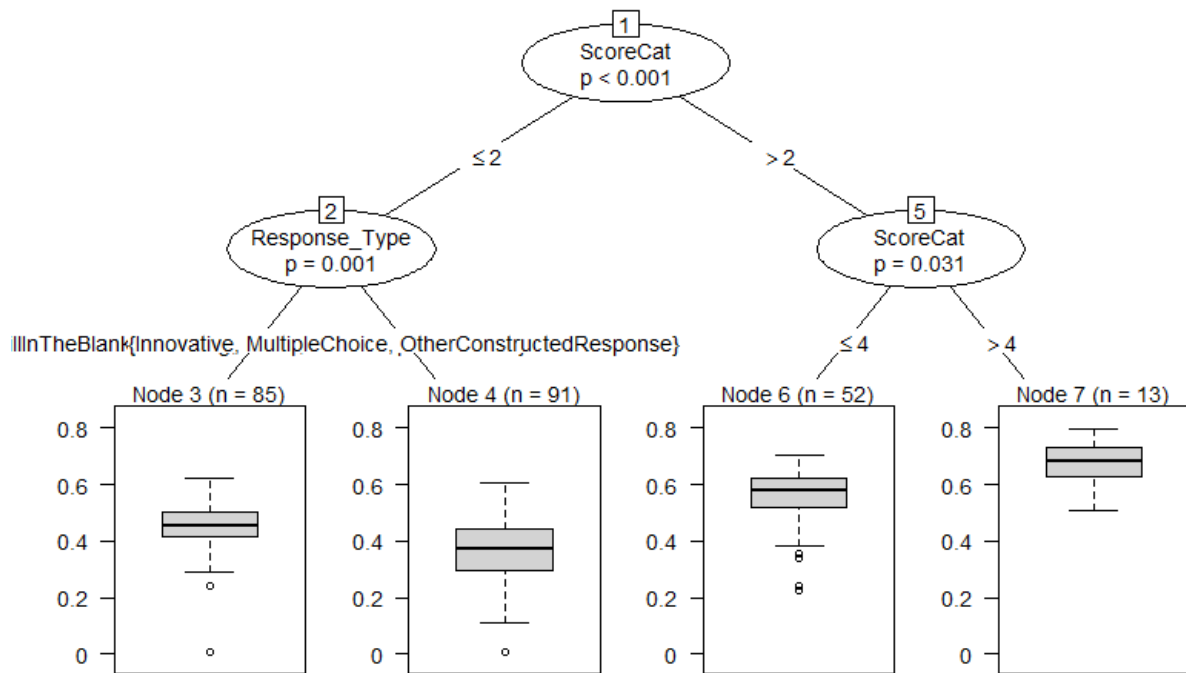 1
ScoreCat
p < 0.001
≤ 2
> 2
2
Response_Type
p = 0.001
5
ScoreCat
p = 0.031
illInTheBlank{Innovative, MultipleChoice, OtherConstructedResponse}
≤ 4
> 4
Node 3 (n = 85)
Node 4 (n = 91)
Node 6 (n = 52)
Node 7 (n = 13)
0.8
0.6
0.4
0.2
0
0.8
0.6
0.4
0.2
0
0.8
0.6
0.4
0.2
0
0.8
0.6
0.4
0.2
0